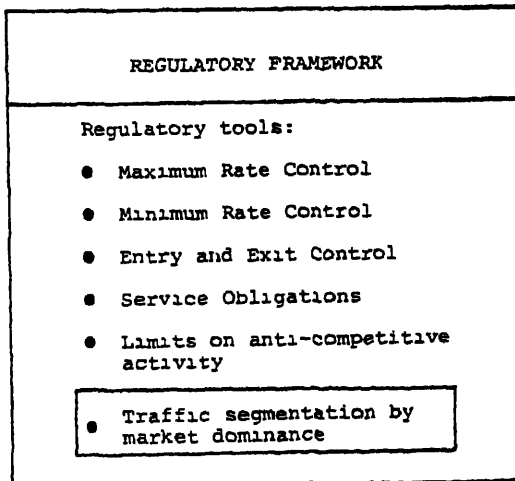 REGULATORY FRAMEWORK
Regulatory tools:
● Maximum Rate Control
● Minimum Rate Control
● Entry and Exit Control
● Service Obligations
● Limits on anti-competitive
activity
● Traffic segmentation by
market dominance